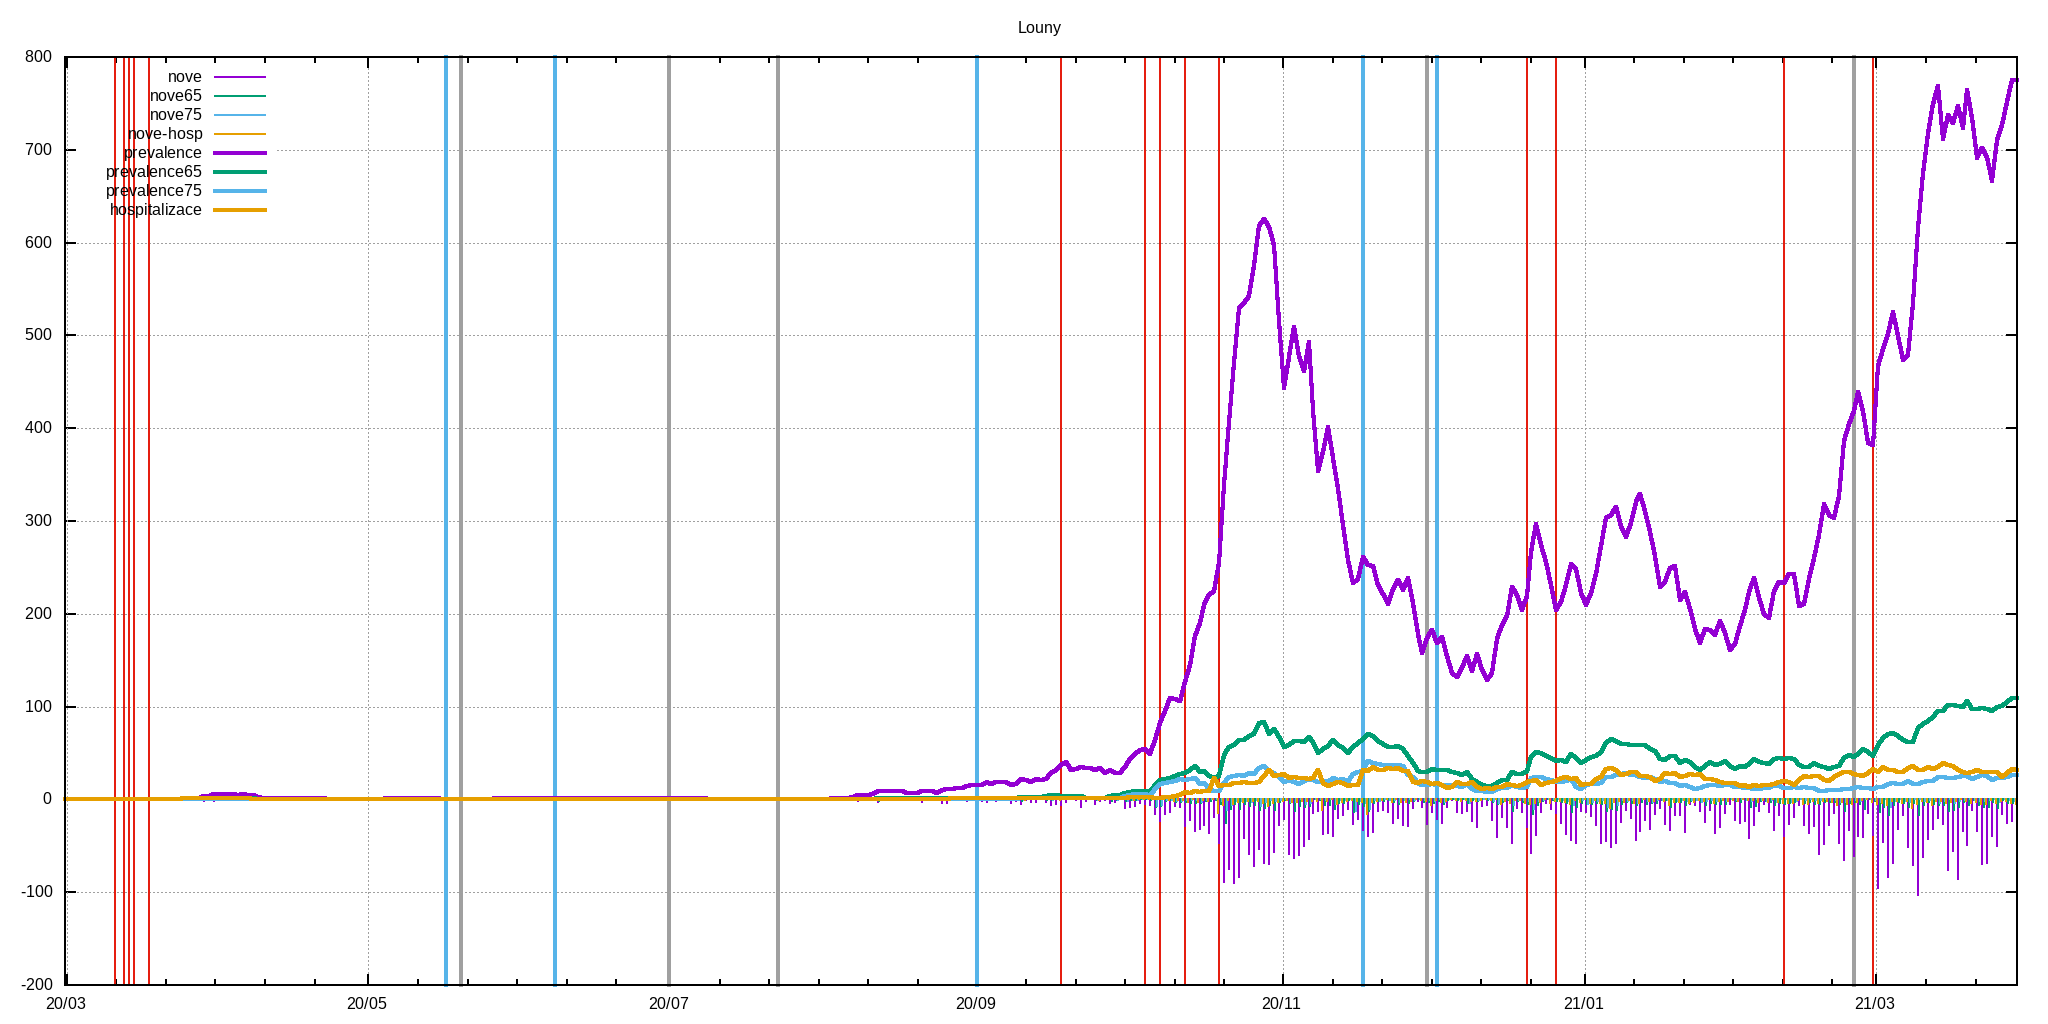 Louny
800
700
600
500
400
300
200
100
0
-100
-200
nove
nove65
nove75
nove-hosp
prevalence
prevalence65
prevalence75
hospitalizace
20/03 20/05 20/07 20/09 20/11 21/01 21/03